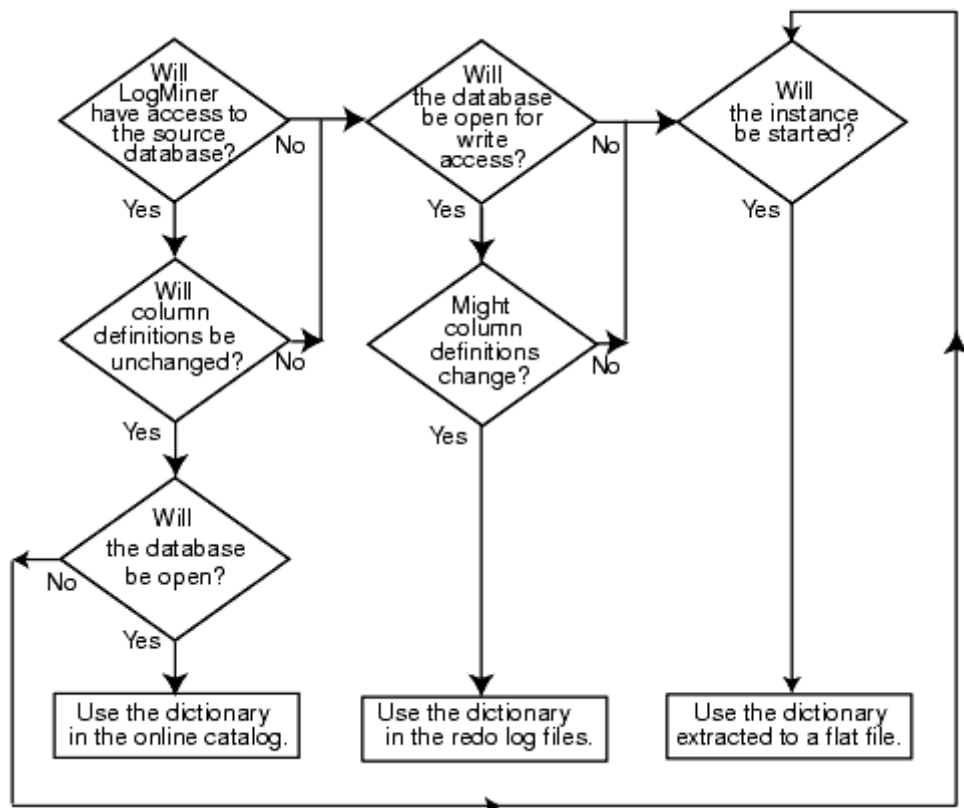 Will
LogMiner
have access to
the source
database?
No
Yes
Will
column
definitions be
unchanged?
No
Yes
Will
the database
be open?
No
Yes
Use the dictionary
in the online catalog.
Will
the database
be open for
write
access?
No
Yes
Might
column
definitions
change?
No
Yes
Use the dictionary
in the redo log files.
Will
the instance
be started?
Yes
Use the dictionary
extracted to a flat file.